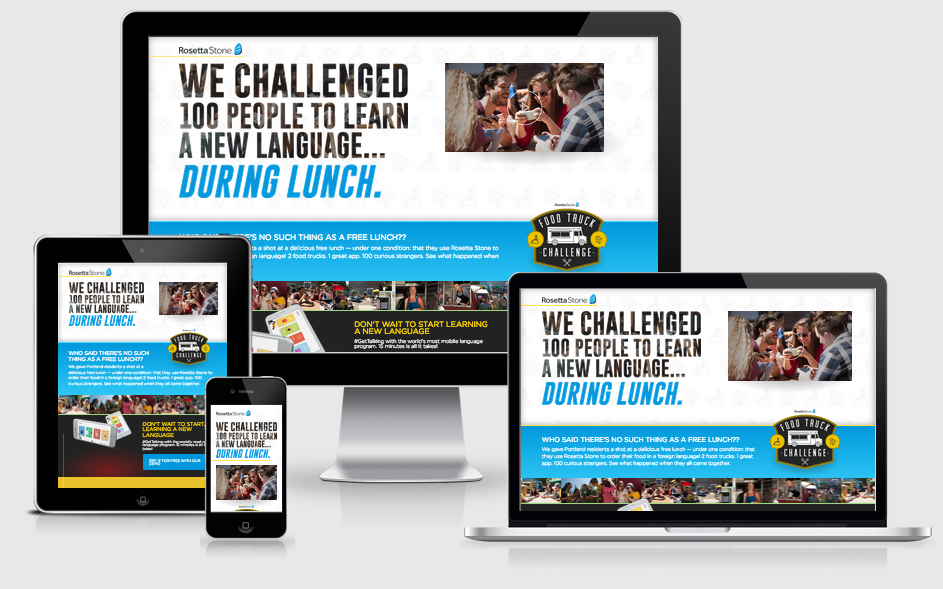 Rosetta Stone
WE CHALLENGED
100 PEOPLE TO LEARN
A NEW LANGUAGE...
DURING LUNCH.
Rosetta Stone
FOOD TRUCK
CHALLENGE
THERE'S NO SUCH THING AS A FREE LUNCH??
a shot at a delicious free lunch — under one condition: that they use Rosetta Stone to
language! 2 food trucks. 1 great app. 100 curious strangers. See what happened when
DON'T WAIT TO START LEARNING
A NEW LANGUAGE
#GetTalking with the world's most mobile language
program. 15 minutes is all it takes!
Rosetta Stone
WE CHALLENGED
100 PEOPLE TO LEARN
A NEW LANGUAGE...
DURING LUNCH.
FOOD TRUCK
CHALLENGE
WHO SAID THERE'S NO SUCH
THING AS A FREE LUNCH??
We gave Portland residents a shot at a
delicious free lunch — under one condition: that they use Rosetta Stone to
order their food in a foreign language! 2 food trucks. 1 great app. 100
curious strangers. See what happened when they all came together.
DON'T WAIT TO START
LEARNING A NEW
LANGUAGE
#GetTalking with the world's most
language program. 15 minutes is all it
takes!
TRY IT FOR FREE WITH OUR
DEMO
Rosetta Stone
WE CHALLENGED
100 PEOPLE TO LEARN
A NEW LANGUAGE...
DURING LUNCH.
Rosetta Stone
WE CHALLENGED
100 PEOPLE TO LEARN
A NEW LANGUAGE...
DURING LUNCH.
Rosetta Stone
FOOD TRUCK
CHALLENGE
WHO SAID THERE'S NO SUCH THING AS A FREE LUNCH??
We gave Portland residents a shot at a delicious free lunch — under one condition: that
they use Rosetta Stone to order their food in a foreign language! 2 food trucks. 1 great
app. 100 curious strangers. See what happened when they all came together.